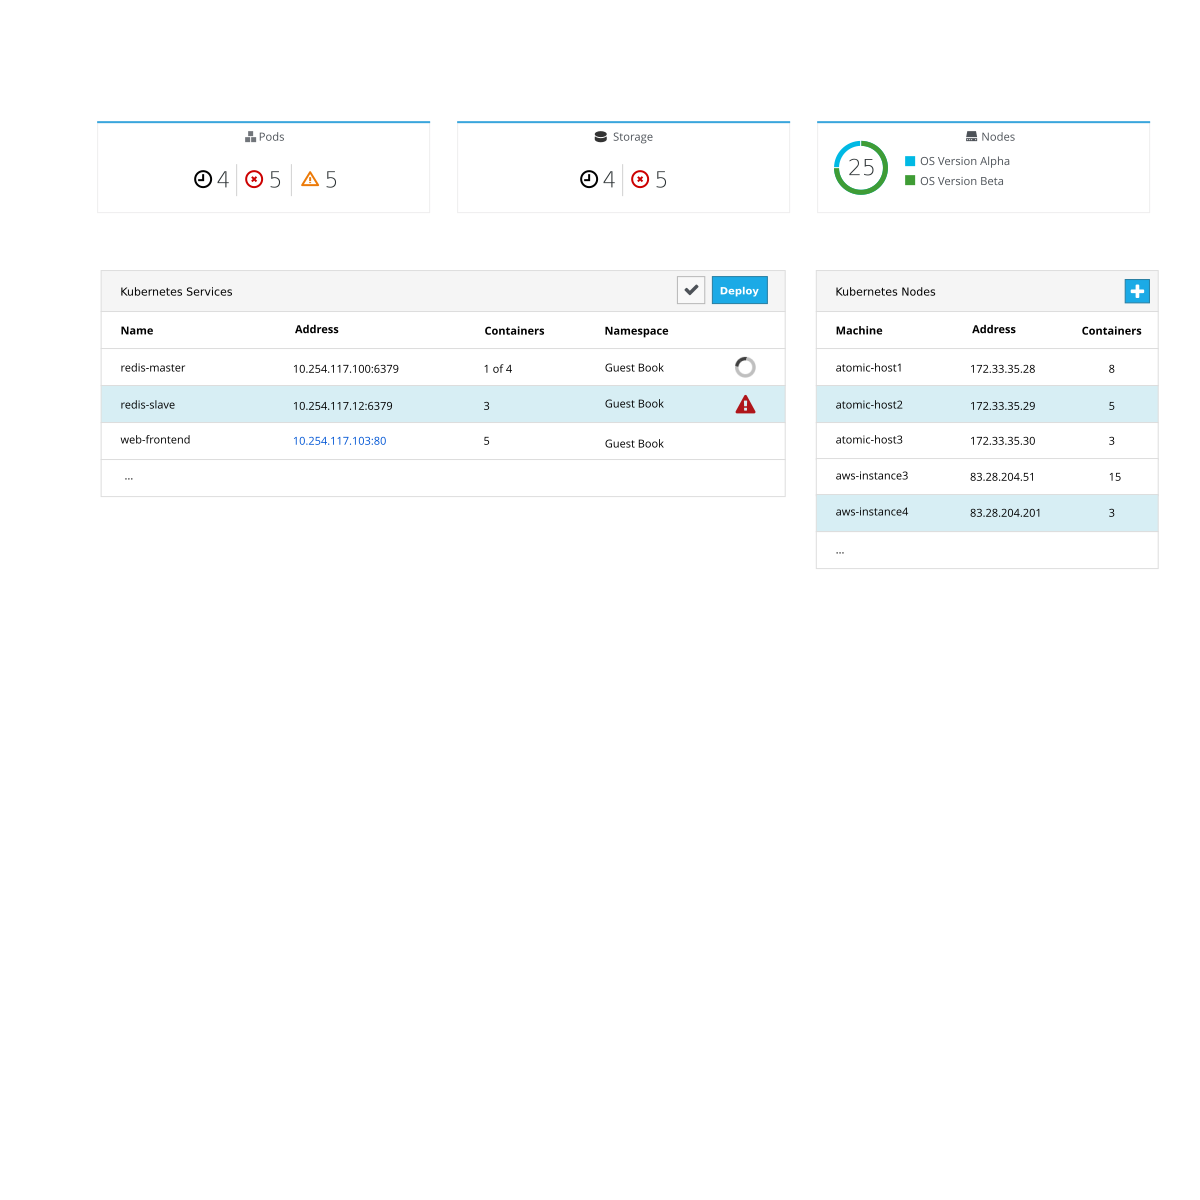 Pods
4 5 5
Storage
4 5
Nodes
25
OS Version Alpha
OS Version Beta
Kubernetes Services Deploy
Name Address Containers Namespace
redis-master 10.254.117.100:6379 1 of 4 Guest Book
redis-slave 10.254.117.12:6379 3 Guest Book
web-frontend 10.254.117.103:80 5 Guest Book
...
Kubernetes Nodes
Machine Address Containers
atomic-host1 172.33.35.28 8
atomic-host2 172.33.35.29 5
atomic-host3 172.33.35.30 3
aws-instance3 83.28.204.51 15
aws-instance4 83.28.204.201 3
...